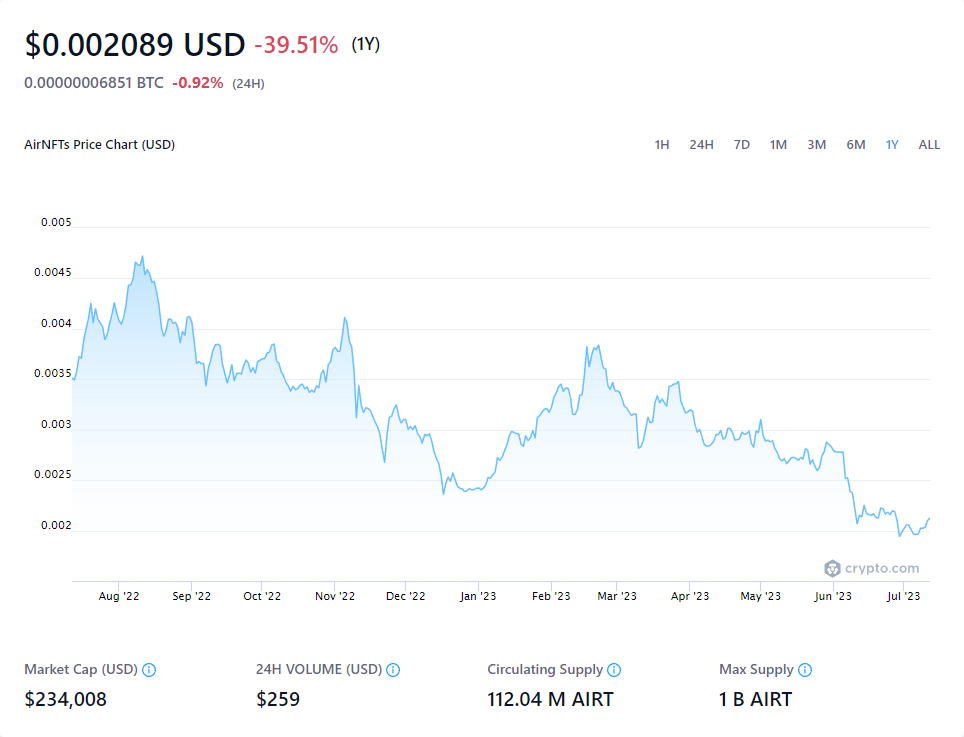 $0.002089 USD -39.51% (1Y)
0.00000006851 BTC -0.92% (24H)
AirNFTs Price Chart (USD) 1H 24H 7D 1M 3M 6M 1Y ALL
0.005
0.0045
0.004
0.0035
0.003
0.0025
0.002
crypto.com
Aug '22 Sep '22 Oct '22 Nov '22 Dec '22 Jan '23 Feb '23 Mar '23 Apr '23 May '23 Jun '23 Jul '23
Market Cap (USD) 24H VOLUME (USD) Circulating Supply Max Supply
$234,008 $259 112.04 M AIRT 1 B AIRT